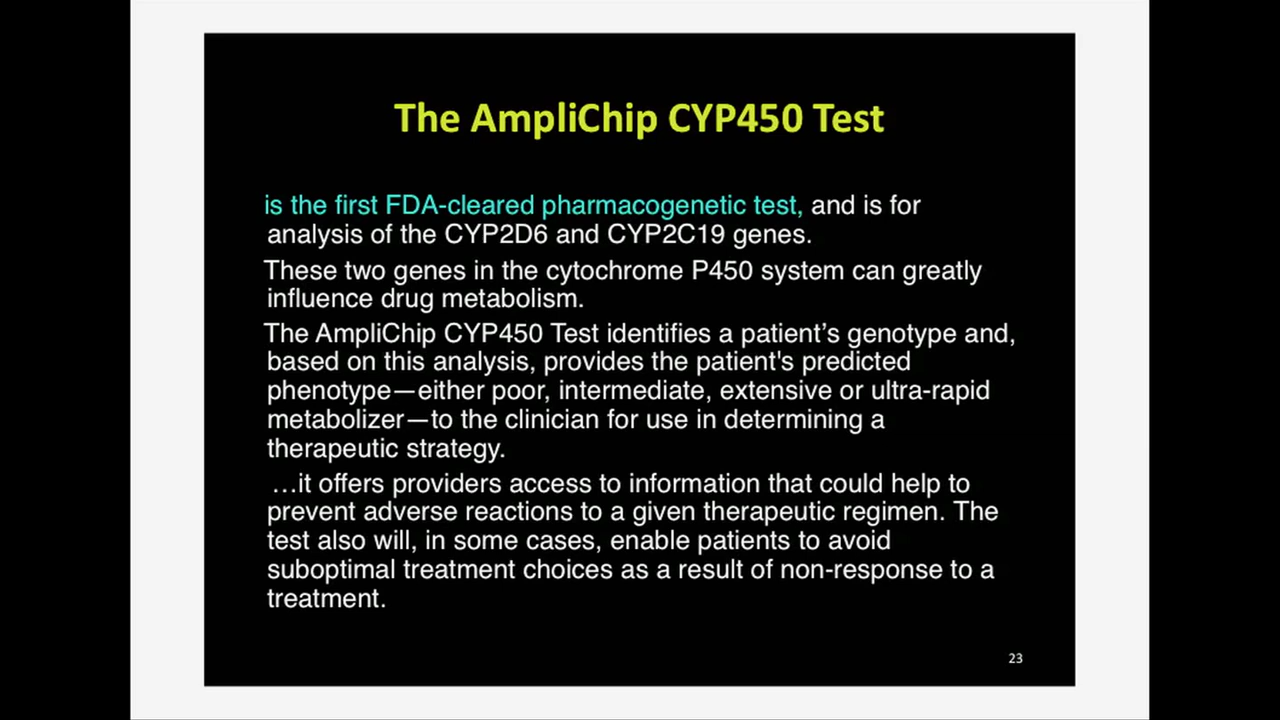 The AmpliChip CYP450 Test
is the first FDA-cleared pharmacogenetic test, and is for
analysis of the CYP2D6 and CYP2C19 genes.
These two genes in the cytochrome P450 system can greatly
influence drug metabolism.
The AmpliChip CYP450 Test identifies a patient’s genotype and,
based on this analysis, provides the patient's predicted
phenotype—either poor, intermediate, extensive or ultra-rapid
metabolizer—to the clinician for use in determining a
therapeutic strategy.
…it offers providers access to information that could help to
prevent adverse reactions to a given therapeutic regimen. The
test also will, in some cases, enable patients to avoid
suboptimal treatment choices as a result of non-response to a
treatment.
23